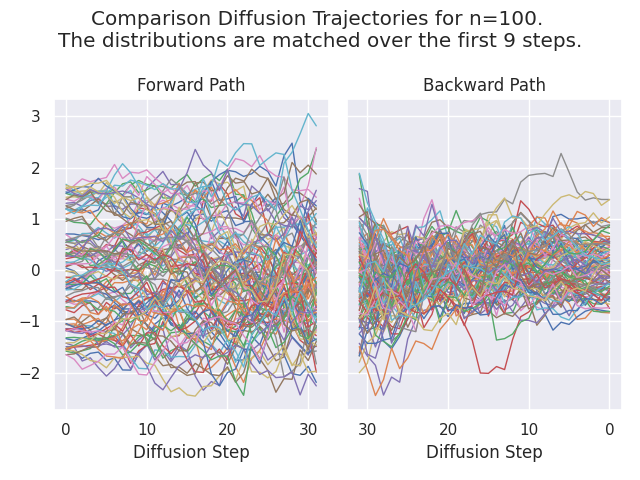 Comparison Diffusion Trajectories for n=100.
The distributions are matched over the first 9 steps.
Forward Path
Backward Path
3
2
1
0
−1
−2
0 10 20 30
30 20 10 0
Diffusion Step
Diffusion Step